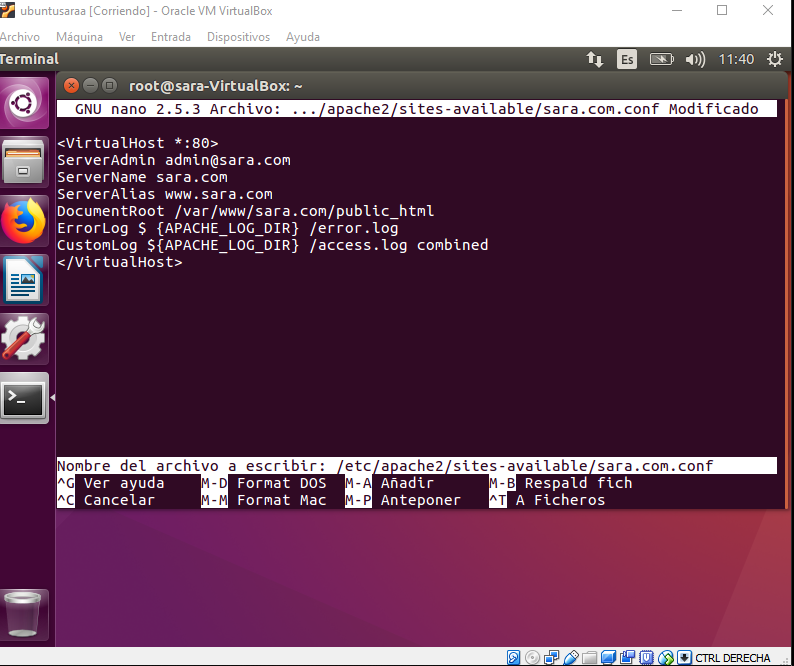 ubuntusaraa [Corriendo] - Oracle VM VirtualBox
Archivo Máquina Ver Entrada Dispositivos Ayuda
Terminal Es 11:40
root@sara-VirtualBox: ~
GNU nano 2.5.3 Archivo: .../apache2/sites-available/sara.com.conf Modificado
<VirtualHost *:80>
ServerAdmin admin@sara.com
ServerName sara.com
ServerAlias www.sara.com
DocumentRoot /var/www/sara.com/public_html
ErrorLog $ {APACHE_LOG_DIR} /error.log
CustomLog ${APACHE_LOG_DIR} /access.log combined
</VirtualHost>
Nombre del archivo a escribir: /etc/apache2/sites-available/sara.com.conf
^G Ver ayuda M-D Format DOS M-A Añadir M-B Respald fich
^C Cancelar M-M Format Mac M-P Anteponer ^T A Ficheros
CTRL DERECHA